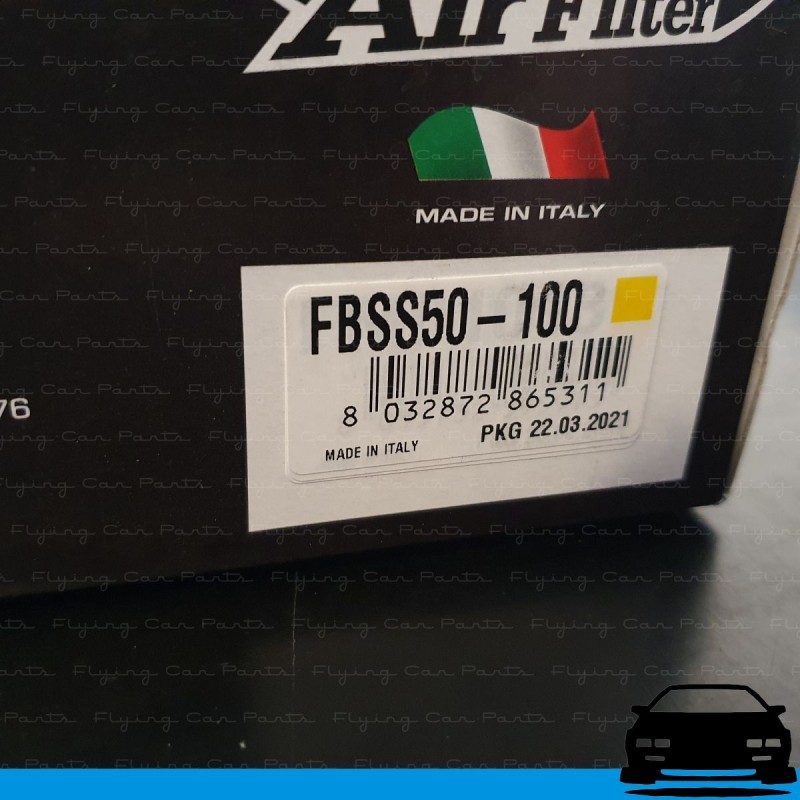 Air Filter
MADE IN ITALY
FBSS50-100
8 032872 865311
PKG 22.03.2021
MADE IN ITALY
76
Flying Car Parts